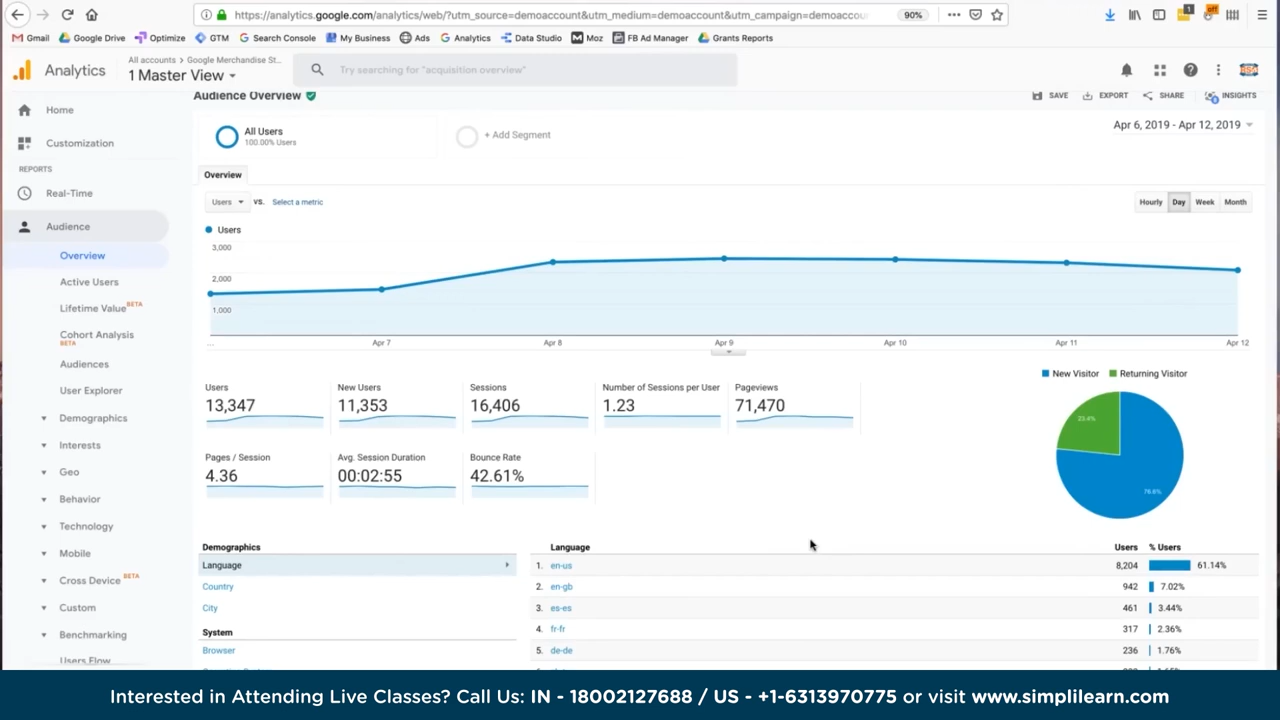 https://analytics.google.com/analytics/web/?utm_source=demoaccount&utm_medium=demoaccount&utm_campaign=demoaccou
90%
1
off
Gmail Google Drive Optimize GTM Search Console My Business Ads Analytics Data Studio Moz FB Ad Manager Grants Reports
Analytics
All accounts > Google Merchandise St...
1 Master View
Try searching for "acquisition overview"
Home
Customization
REPORTS
Real-Time
Audience
Overview
Active Users
Lifetime Value BETA
Cohort Analysis
BETA
Audiences
User Explorer
Demographics
Interests
Geo
Behavior
Technology
Mobile
Cross Device BETA
Custom
Benchmarking
Users Flow
Audience Overview
SAVE EXPORT SHARE INSIGHTS
All Users
100.00% Users
+ Add Segment
Apr 6, 2019 - Apr 12, 2019
Overview
Users VS. Select a metric
Hourly Day Week Month
Users
3,000
2,000
1,000
... Apr 7 Apr 8 Apr 9 Apr 10 Apr 11 Apr 12
New Visitor Returning Visitor
Users New Users Sessions Number of Sessions per User Pageviews
13,347 11,353 16,406 1.23 71,470
23.4%
Pages / Session Avg. Session Duration Bounce Rate
4.36 00:02:55 42.61%
76.6%
Demographics
Language
Country
City
System
Browser
Language Users % Users
1. en-us 8,204 61.14%
2. en-gb 942 7.02%
3. es-es 461 3.44%
4. fr-fr 317 2.36%
5. de-de 236 1.76%
Interested in Attending Live Classes? Call Us: IN - 18002127688 / US - +1-6313970775 or visit www.simplilearn.com